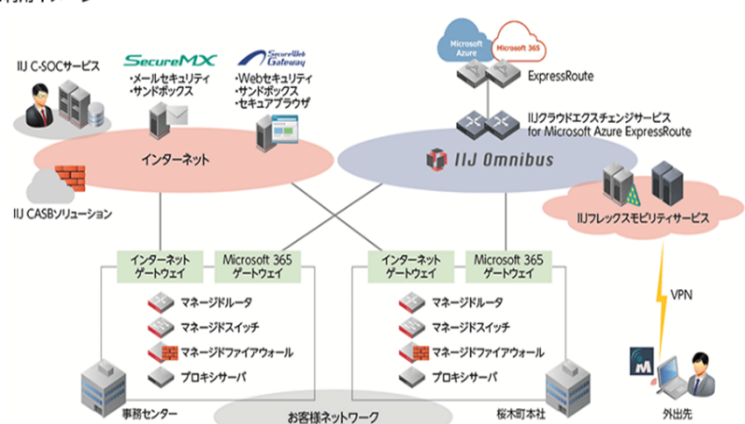 Microsoft
Azure
Microsoft 365
ExpressRoute
IIJ C-SOCサービス
SecureMX
・メールセキュリティ
・サンドボックス
SecureWeb
Gateway
・Webセキュリティ
・サンドボックス
・セキュアブラウザ
IIJクラウドエクスチェンジサービス
for Microsoft Azure ExpressRoute
インターネット
IIJ Omnibus
IIJ CASBソリューション
IIJフレックスモビリティサービス
インターネット
ゲートウェイ
Microsoft 365
ゲートウェイ
インターネット
ゲートウェイ
Microsoft 365
ゲートウェイ
マネージドルータ
マネージドスイッチ
マネージドファイアウォール
プロキシサーバ
マネージドルータ
マネージドスイッチ
マネージドファイアウォール
プロキシサーバ
VPN
M
事務センター
お客様ネットワーク
桜木町本社
外出先